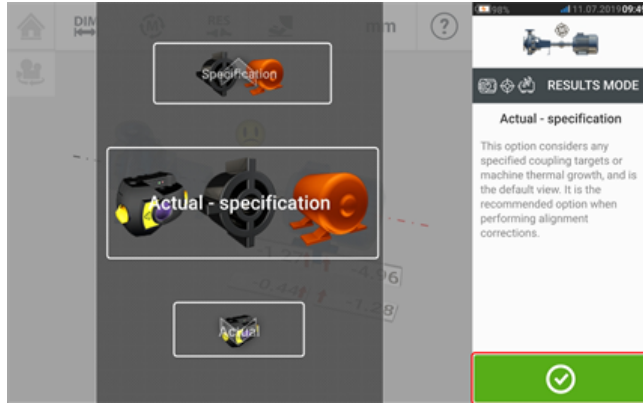 DIM
RES
mm
?
Specification
Actual - specification
-1.27
-4.96
-0.44
-1.28
Actual
98%
11.07.2019 09:49
RESULTS MODE
Actual - specification
This option considers any
specified coupling targets or
machine thermal growth, and is
the default view. It is the
recommended option when
performing alignment
corrections.